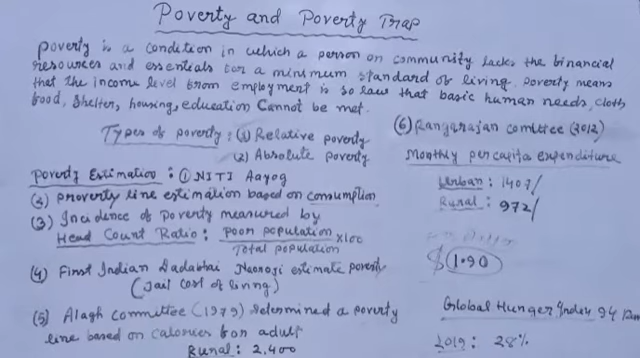 Poverty and Poverty Trap
Poverty is a condition in which a person on community lacks the binancial
resources and essentials for a minimum standard of living. Poverty means
that the income level from employment is so law that basic human needs, cloth
food, Shelter, housing, education Cannot be met.
Types of poverty: (1) Relative poverty
(2) Absolute poverty
Poverty Estimation: (1) NITI Aayog
(2) proverty line estimation based on consumption
(3) Incidence of Poverty measured by
Head Count Ratio: poor population/Total population x100
(4) First Indian Dadabhai Naoroji estimate poverty
(Jail Cost of living)
(5) Alagh committee (1979) determined a poverty
line based on calories for adult
Rural: 2,400
(6) Rangarajan comittee (2012)
Monthly per capita expenditure
Urban: 1407/
Rural: 972/
$ 1.90
Global Hunger Index 94
2019: 28%